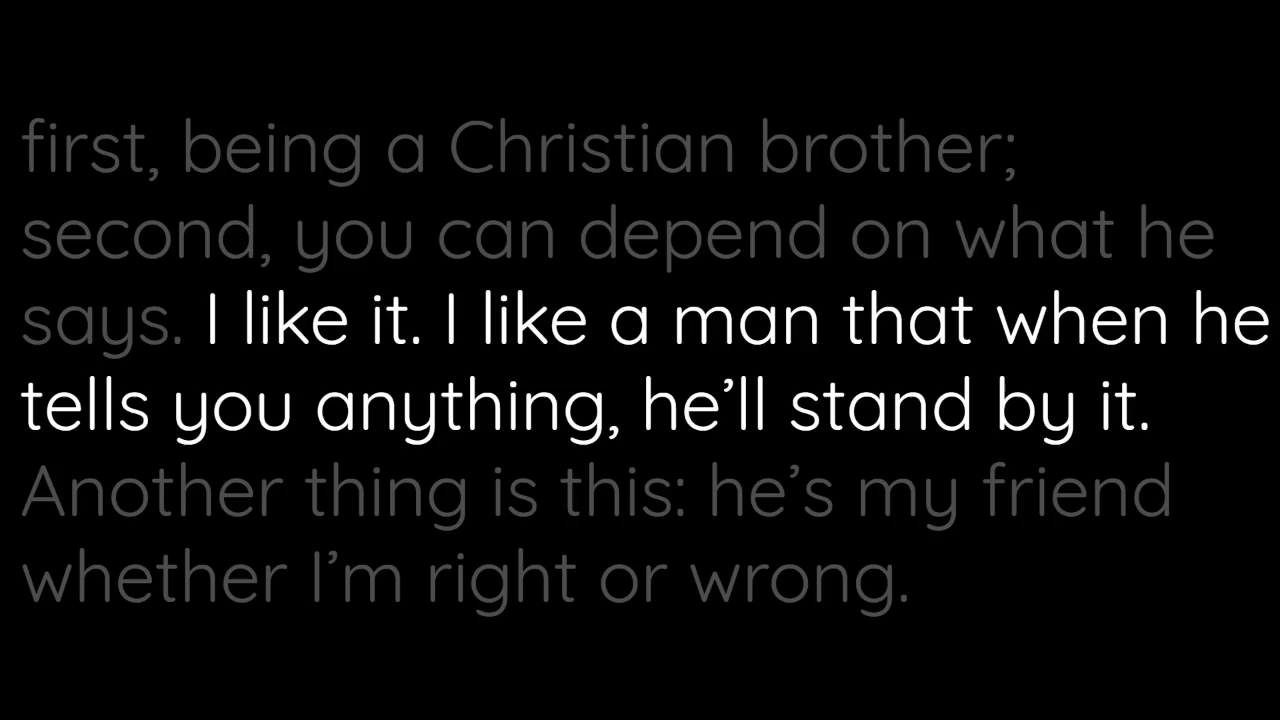 first, being a Christian brother;
second, you can depend on what he
says. I like it. I like a man that when he
tells you anything, he’ll stand by it.
Another thing is this: he’s my friend
whether I’m right or wrong.